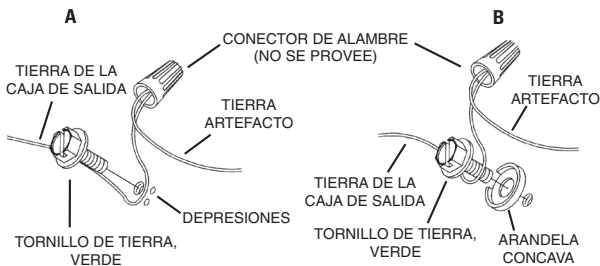 A
B
CONECTOR DE ALAMBRE
(NO SE PROVEE)
TIERRA DE LA
CAJA DE SALIDA
TIERRA
ARTEFACTO
TIERRA
ARTEFACTO
DEPRESIONES
TORNILLO DE TIERRA,
VERDE
TIERRA DE LA
CAJA DE SALIDA
TORNILLO DE TIERRA,
VERDE
ARANDELA
CONCAVA